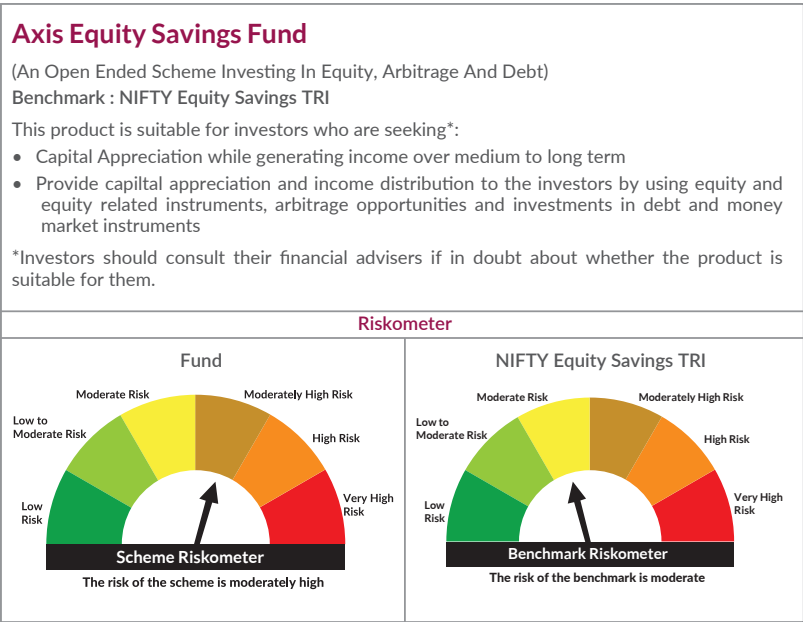 Axis Equity Savings Fund
(An Open Ended Scheme Investing In Equity, Arbitrage And Debt)
Benchmark : NIFTY Equity Savings TRI
This product is suitable for investors who are seeking*:
• Capital Appreciation while generating income over medium to long term
• Provide capiltal appreciation and income distribution to the investors by using equity and
equity related instruments, arbitrage opportunities and investments in debt and money
market instruments
*Investors should consult their financial advisers if in doubt about whether the product is
suitable for them.
Riskometer
Fund
Low
Risk
Low to
Moderate Risk
Moderate Risk
Moderately High Risk
High Risk
Very High
Risk
Scheme Riskometer
The risk of the scheme is moderately high
NIFTY Equity Savings TRI
Low
Risk
Low to
Moderate Risk
Moderate Risk
Moderately High Risk
High Risk
Very High
Risk
Benchmark Riskometer
The risk of the benchmark is moderate